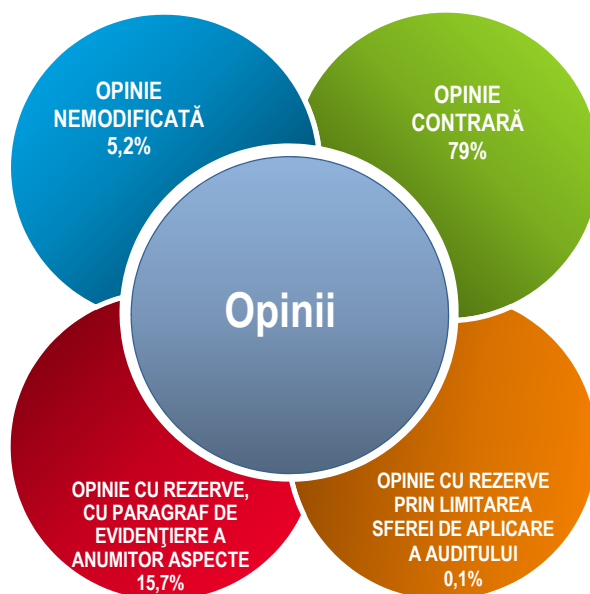 OPINIE
NEMODIFICATĂ
5,2%
OPINIE
CONTRARĂ
79%
Opinii
OPINIE CU REZERVE,
CU PARAGRAF DE
EVIDENŢIERE A
ANUMITOR ASPECTE
15,7%
OPINIE CU REZERVE
PRIN LIMITAREA
SFEREI DE APLICARE
A AUDITULUI
0,1%